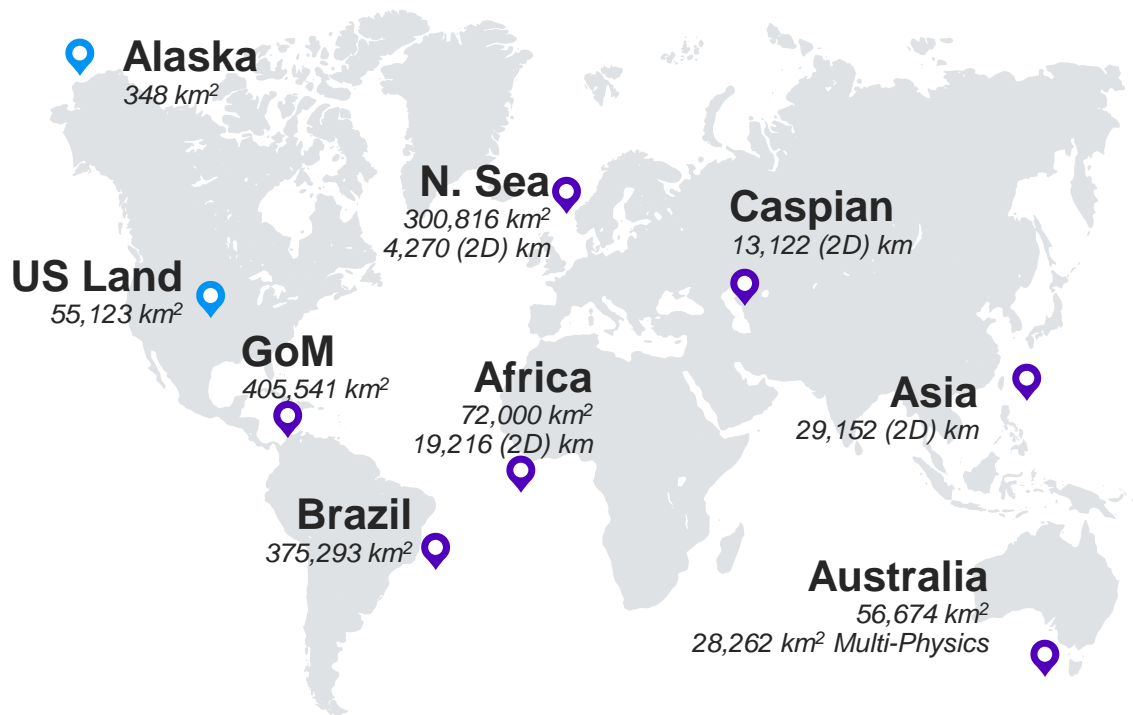 Alaska
348 km²
N. Sea
300,816 km²
4,270 (2D) km
Caspian
13,122 (2D) km
US Land
55,123 km²
GoM
405,541 km²
Africa
72,000 km²
19,216 (2D) km
Asia
29,152 (2D) km
Brazil
375,293 km²
Australia
56,674 km²
28,262 km² Multi-Physics